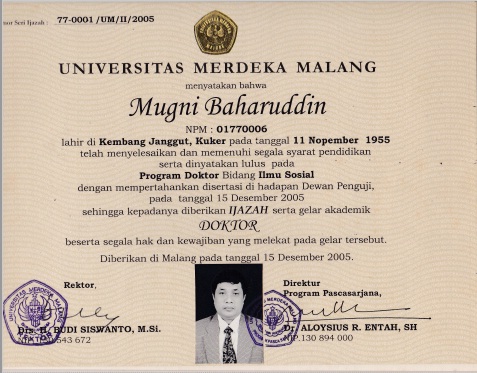 Seri Ijazah : 77-0001 /UM/II/2005
UNIVERSITAS MERDEKA MALANG
menyatakan bahwa
Mugni Baharuddin
NPM : 01770006
lahir di Kembang Janggut, Kuker pada tanggal 11 Nopember 1955
telah menyelesaikan dan memenuhi segala syarat pendidikan
serta dinyatakan lulus pada
Program Doktor Bidang Ilmu Sosial
dengan mempertahankan disertasi di hadapan Dewan Penguji,
pada tanggal 15 Desember 2005
sehingga kepadanya diberikan IJAZAH serta gelar akademik
DOKTOR
beserta segala hak dan kewajiban yang melekat pada gelar tersebut.
Diberikan di Malang pada tanggal 15 Desember 2005.
Rektor,
Drs. H. BUDI SISWANTO, M.Si.
543 672
Direktur
Program Pascasarjana,
Dr. ALOYSIUS R. ENTAH, SH
NIP.130 894 000